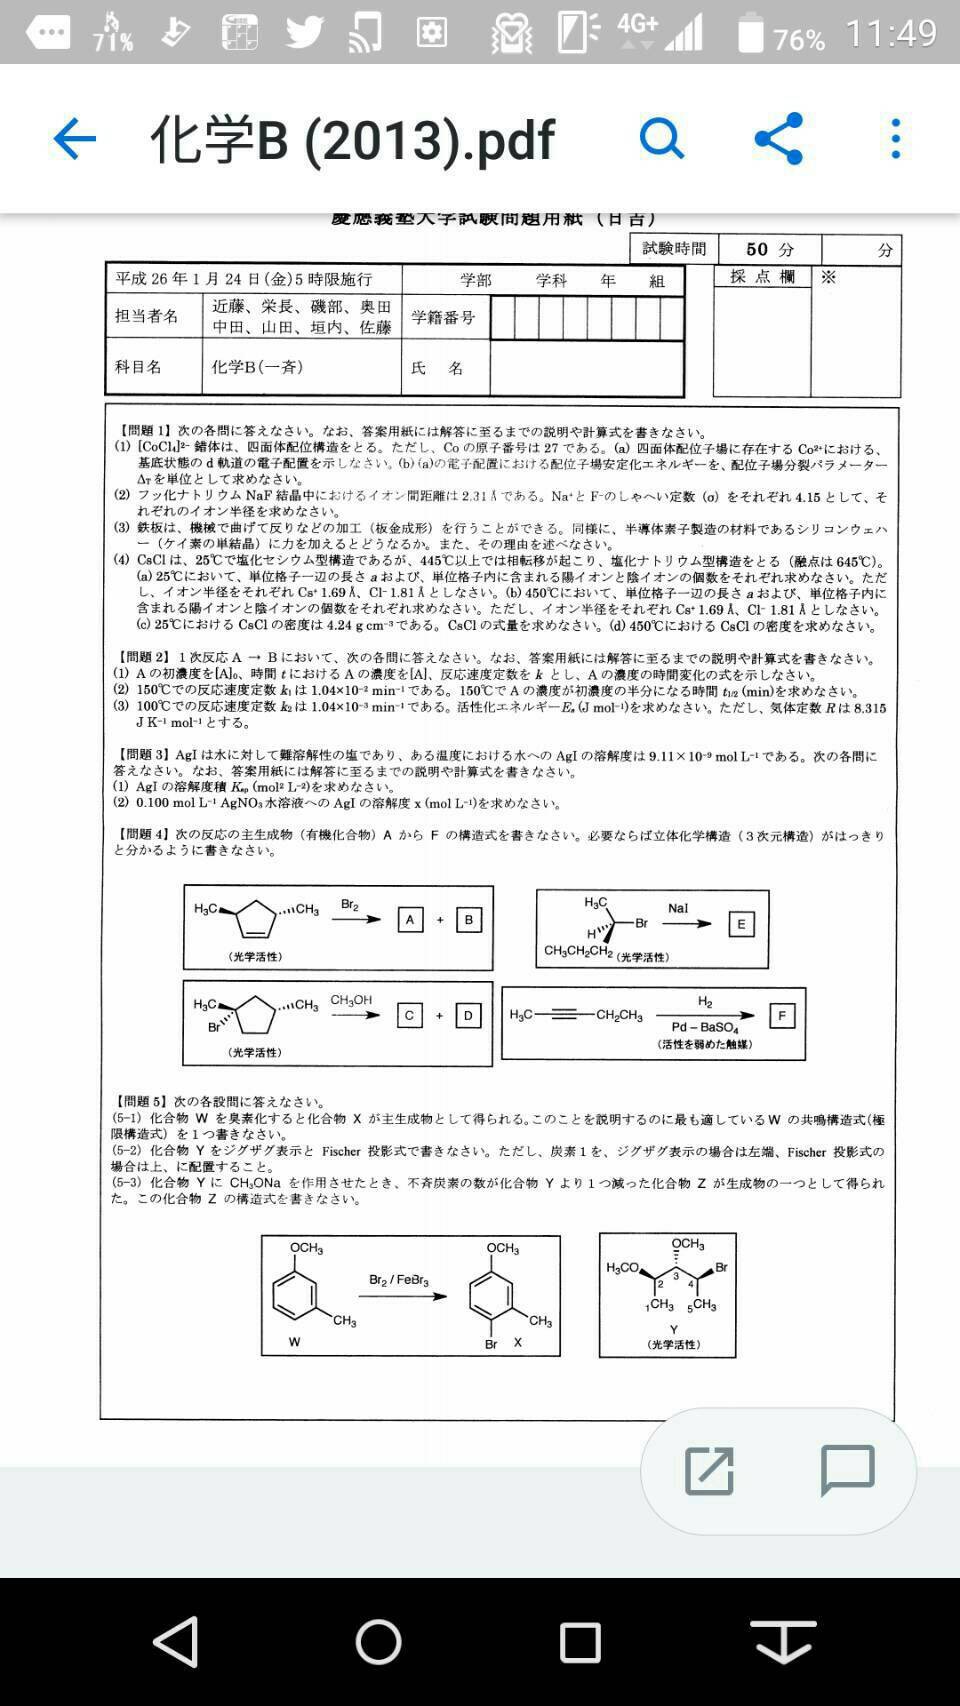 71%
4G+
76%
11:49
化学B (2013).pdf
慶應義塾大学試験問題用紙（日吉）
試験時間 50 分 分
平成26年1月24日(金)5時限施行 学部 学科 年 組 採点欄 ※
担当者名 近藤、栄長、磯部、奥田 学籍番号
中田、山田、垣内、佐藤
科目名 化学B(一斉) 氏 名
【問題1】次の各問に答えなさい。なお、答案用紙には解答に至るまでの説明や計算式を書きなさい。
(1) [CoCl₄]²⁻ 錯体は、四面体配位構造をとる。ただし、Coの原子番号は27である。(a) 四面体配位子場に存在するCo²⁺における、
基底状態のd軌道の電子配置を示しなさい。(b) (a)の電子配置における配位子場安定化エネルギーを、配位子場分裂パラメーター
Δ_Tを単位として求めなさい。
(2) フッ化ナトリウム NaF 結晶中におけるイオン間距離は2.31Åである。Na⁺とF⁻のしゃへい定数（σ）をそれぞれ4.15として、そ
れぞれのイオン半径を求めなさい。
(3) 鉄板は、機械で曲げて反りなどの加工（板金成形）を行うことができる。同様に、半導体素子製造の材料であるシリコンウェハ
ー（ケイ素の単結晶）に力を加えるとどうなるか。また、その理由を述べなさい。
(4) CsClは、25℃で塩化セシウム型構造であるが、445℃以上では相転移が起こり、塩化ナトリウム型構造をとる（融点は645℃）。
(a) 25℃において、単位格子一辺の長さ a および、単位格子内に含まれる陽イオンと陰イオンの個数をそれぞれ求めなさい。ただ
し、イオン半径をそれぞれ Cs⁺ 1.69Å、Cl⁻ 1.81Åとしなさい。(b) 450℃において、単位格子一辺の長さ a および、単位格子内に
含まれる陽イオンと陰イオンの個数をそれぞれ求めなさい。ただし、イオン半径をそれぞれ Cs⁺ 1.69Å、Cl⁻ 1.81Åとしなさい。
(c) 25℃における CsCl の密度は 4.24 g cm⁻³ である。CsCl の式量を求めなさい。(d) 450℃における CsCl の密度を求めなさい。
【問題2】1次反応 A → B において、次の各問に答えなさい。なお、答案用紙には解答に至るまでの説明や計算式を書きなさい。
(1) A の初濃度を[A]₀、時間 t における A の濃度を[A]、反応速度定数を k とし、A の濃度の時間変化の式を示しなさい。
(2) 150℃での反応速度定数 k₁ は 1.04×10⁻² min⁻¹ である。150℃で A の濃度が初濃度の半分になる時間 t₁/₂ (min)を求めなさい。
(3) 100℃での反応速度定数 k₂ は 1.04×10⁻³ min⁻¹ である。活性化エネルギーEₐ (J mol⁻¹)を求めなさい。ただし、気体定数 R は 8.315
J K⁻¹ mol⁻¹ とする。
【問題3】AgI は水に対して難溶解性の塩であり、ある温度における水への AgI の溶解度は 9.11×10⁻⁹ mol L⁻¹ である。次の各問に
答えなさい。なお、答案用紙には解答に至るまでの説明や計算式を書きなさい。
(1) AgI の溶解度積 Ksp (mol² L⁻²)を求めなさい。
(2) 0.100 mol L⁻¹ AgNO₃ 水溶液への AgI の溶解度 x (mol L⁻¹)を求めなさい。
【問題4】次の反応の主生成物（有機化合物）A から F の構造式を書きなさい。必要ならば立体化学構造（3次元構造）がはっきり
と分かるように書きなさい。
H₃C CH₃ Br₂ A + B
(光学活性)
H₃C H Br CH₃CH₂CH₂ NaI E
(光学活性)
H₃C Br CH₃ CH₃OH C + D
(光学活性)
H₃C CH₂CH₃ H₂ F
Pd – BaSO₄
(活性を弱めた触媒)
【問題5】次の各設問に答えなさい。
(5-1) 化合物 W を臭素化すると化合物 X が主生成物として得られる。このことを説明するのに最も適しているW の共鳴構造式(極
限構造式) を1つ書きなさい。
(5-2) 化合物 Y をジグザグ表示と Fischer 投影式で書きなさい。ただし、炭素1を、ジグザグ表示の場合は左端、Fischer 投影式の
場合は上、に配置すること。
(5-3) 化合物 Y に CH₃ONa を作用させたとき、不斉炭素の数が化合物 Y より1つ減った化合物 Z が生成物の一つとして得られ
た。この化合物 Z の構造式を書きなさい。
OCH₃ CH₃ W
Br₂ / FeBr₃
OCH₃ CH₃ Br X
OCH₃
H₃CO Br
2 3 4
1CH₃ 5CH₃
Y
(光学活性)